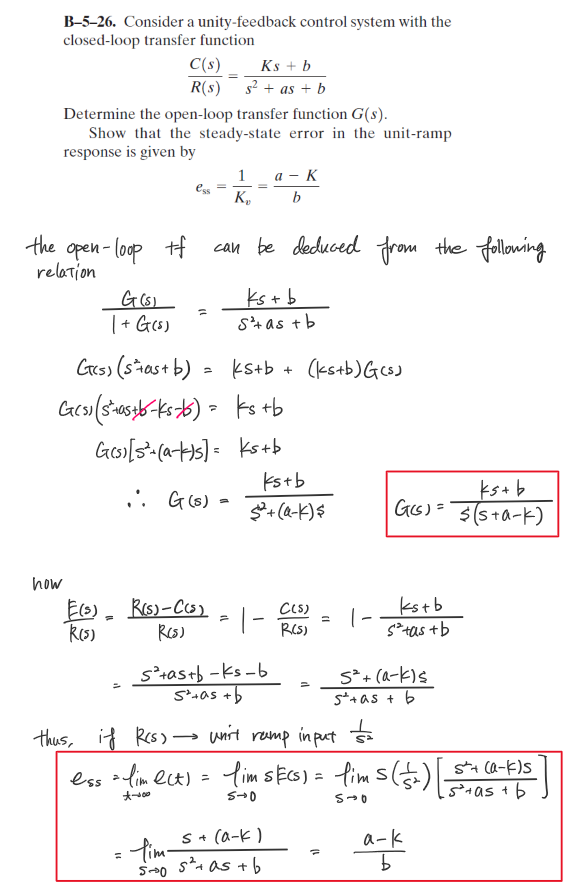 B–5–26. Consider a unity-feedback control system with the
closed-loop transfer function
C(s)/R(s) = (Ks + b)/(s² + as + b)
Determine the open-loop transfer function G(s).
Show that the steady-state error in the unit-ramp
response is given by
e_ss = 1/K_v = (a − K)/b
the open-loop tf can be deduced from the following
relation
G(s)/(1 + G(s)) = (ks + b)/(s² + as + b)
G(s)(s²+as+b) = ks+b + (ks+b)G(s)
G(s)(s²+as+b-ks-b) = ks+b
G(s)[s²+(a-k)s] = ks+b
∴ G(s) = (ks+b)/(s²+(a-k)s)
G(s) = (ks+b)/(s(s+a-k))
now
E(s)/R(s) = (R(s)-C(s))/R(s) = 1 - C(s)/R(s) = 1 - (ks+b)/(s²+as+b)
= (s²+as+b-ks-b)/(s²+as+b) = (s²+(a-k)s)/(s²+as+b)
thus, if R(s) → unit ramp input 1/s²
e_ss = lim_{t→∞} e(t) = lim_{s→0} sE(s) = lim_{s→0} s(1/s²)[(s²+(a-k)s)/(s²+as+b)]
= lim_{s→0} (s+(a-k))/(s²+as+b) = (a-k)/b